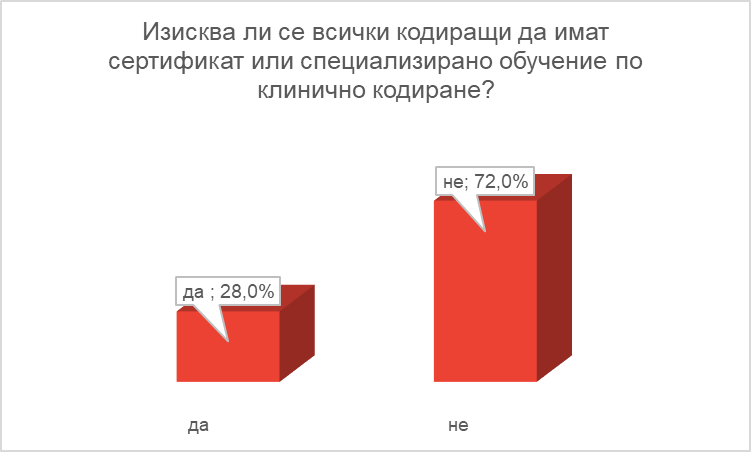 Изисква ли се всички кодиращи да имат
сертификат или специализирано обучение по
клинично кодиране?
не; 72,0%
да ; 28,0%
да
не